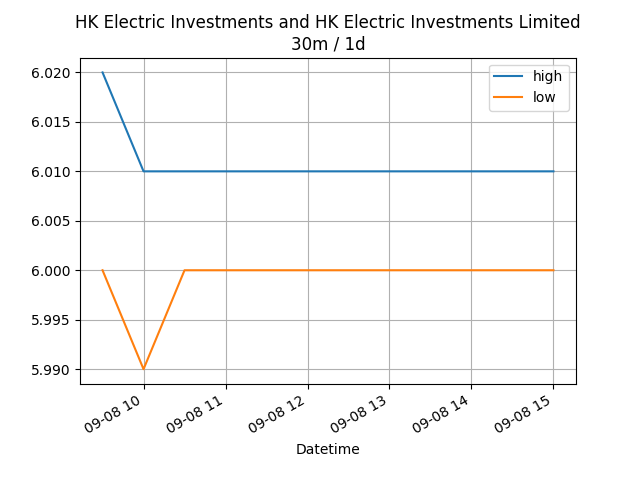 HK Electric Investments and HK Electric Investments Limited
30m / 1d
high
low
6.020
6.015
6.010
6.005
6.000
5.995
5.990
09-08 10
09-08 11
09-08 12
09-08 13
09-08 14
09-08 15
Datetime